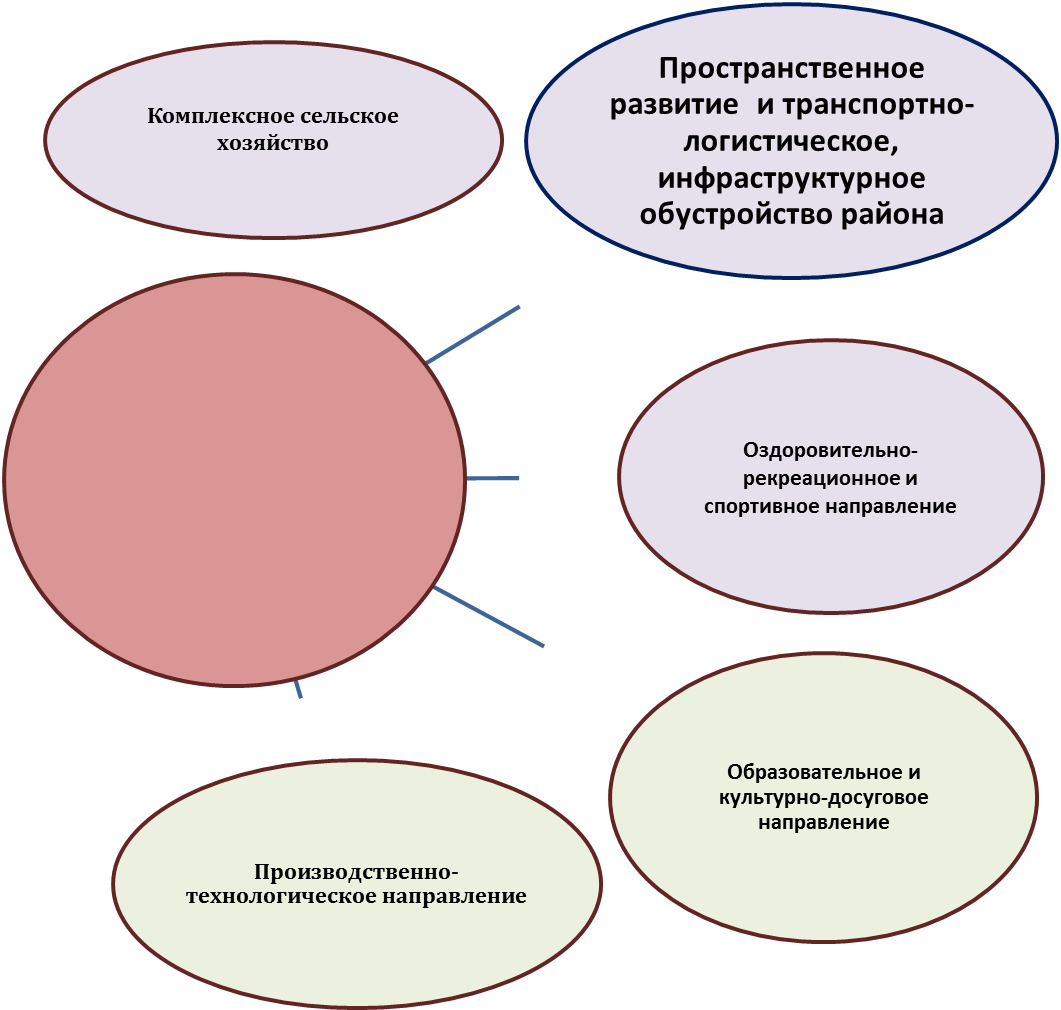 Комплексное сельское
хозяйство
Пространственное
развитие  и транспортно-
логистическое,
инфраструктурное
обустройство района
Оздоровительно-
рекреационное и
спортивное направление
Образовательное и
культурно-досуговое
направление
Производственно-
технологическое направление